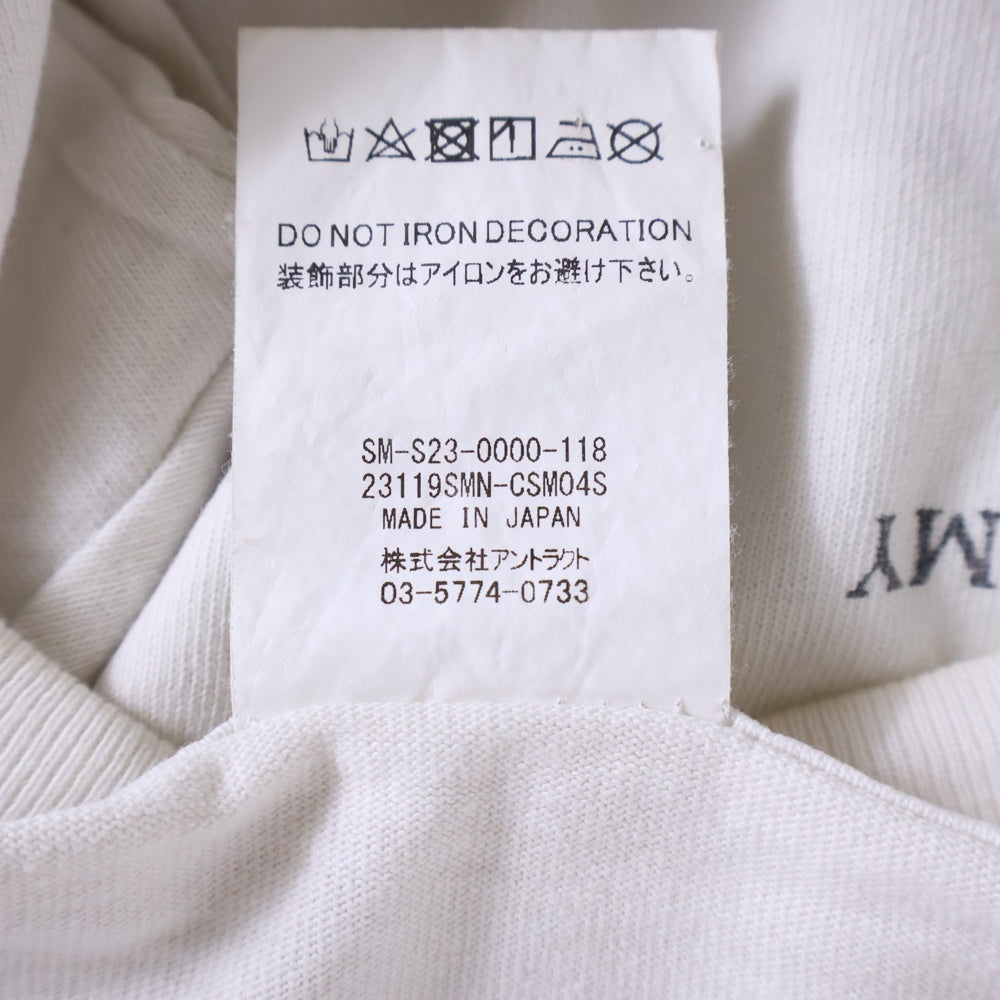 DO NOT IRON DECORATION
装飾部分はアイロンをお避け下さい。
SM-S23-0000-118
23119SMN-CSM04S
MADE IN JAPAN
株式会社アントラクト
03-5774-0733
MY